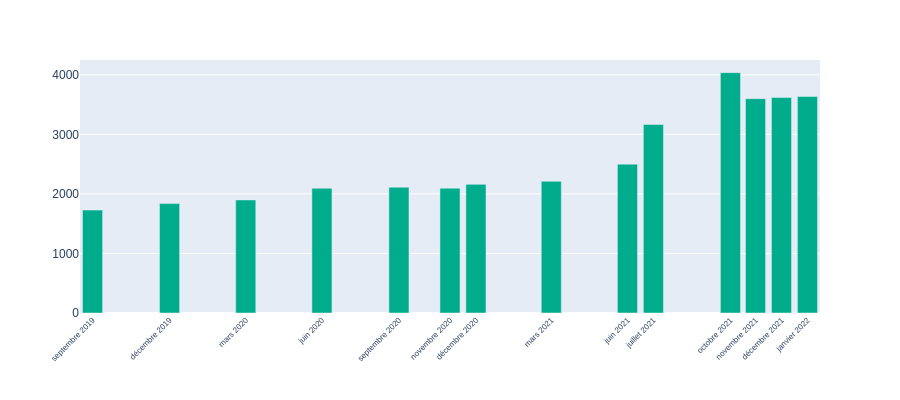 4000
3000
2000
1000
0
septembre 2019
décembre 2019
mars 2020
juin 2020
septembre 2020
novembre 2020
décembre 2020
mars 2021
juin 2021
juillet 2021
octobre 2021
novembre 2021
décembre 2021
janvier 2022